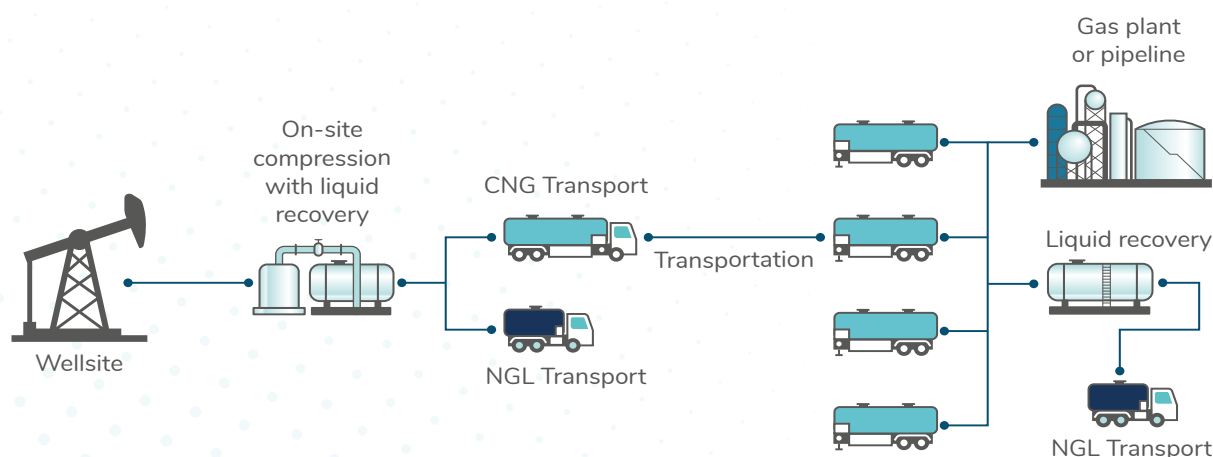 Gas plant
or pipeline
On-site
compression
with liquid
recovery
CNG Transport
Transportation
Liquid recovery
Wellsite
NGL Transport
NGL Transport